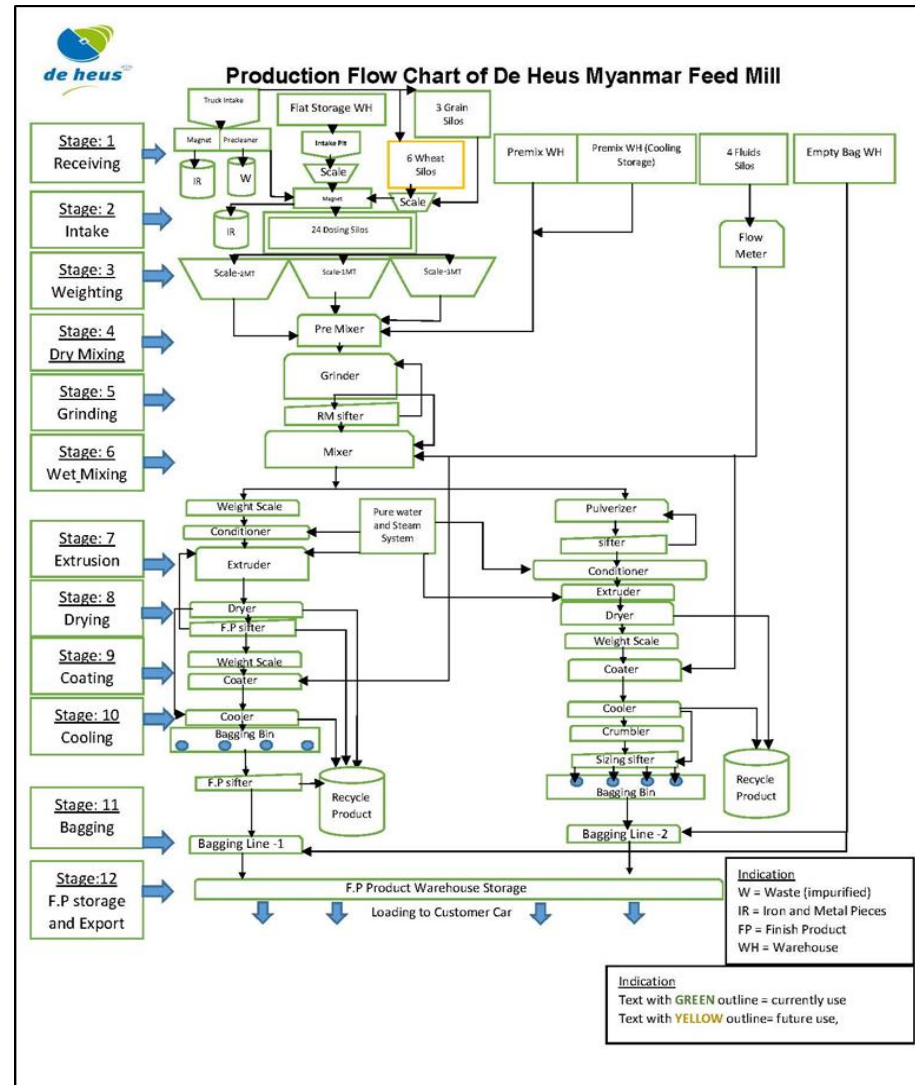 de heus
Production Flow Chart of De Heus Myanmar Feed Mill
Stage: 1
Receiving
Stage: 2
Intake
Stage: 3
Weighting
Stage: 4
Dry Mixing
Stage: 5
Grinding
Stage: 6
Wet_Mixing
Stage: 7
Extrusion
Stage: 8
Drying
Stage: 9
Coating
Stage: 10
Cooling
Stage: 11
Bagging
Stage:12
F.P storage
and Export
Truck Intake
Magnet
Precleaner
IR
W
Flat Storage WH
Intake Pit
Scale
3 Grain
Silos
6 Wheat
Silos
Scale
Magnet
IR
24 Dosing Silos
Premix WH
Premix WH (Cooling
Storage)
4 Fluids
Silos
Empty Bag WH
Flow
Meter
Scale-2MT
Scale-1MT
Scale-3MT
Pre Mixer
Grinder
RM sifter
Mixer
Weight Scale
Conditioner
Extruder
Dryer
F.P sifter
Weight Scale
Coater
Cooler
Bagging Bin
F.P sifter
Recycle
Product
Bagging Line -1
Pure water
and Steam
System
Pulverizer
sifter
Conditioner
Extruder
Dryer
Weight Scale
Coater
Cooler
Crumbler
Sizing sifter
Bagging Bin
Recycle
Product
Bagging Line -2
F.P Product Warehouse Storage
Loading to Customer Car
Indication
W = Waste (impurified)
IR = Iron and Metal Pieces
FP = Finish Product
WH = Warehouse
Indication
Text with GREEN outline = currently use
Text with YELLOW outline= future use,